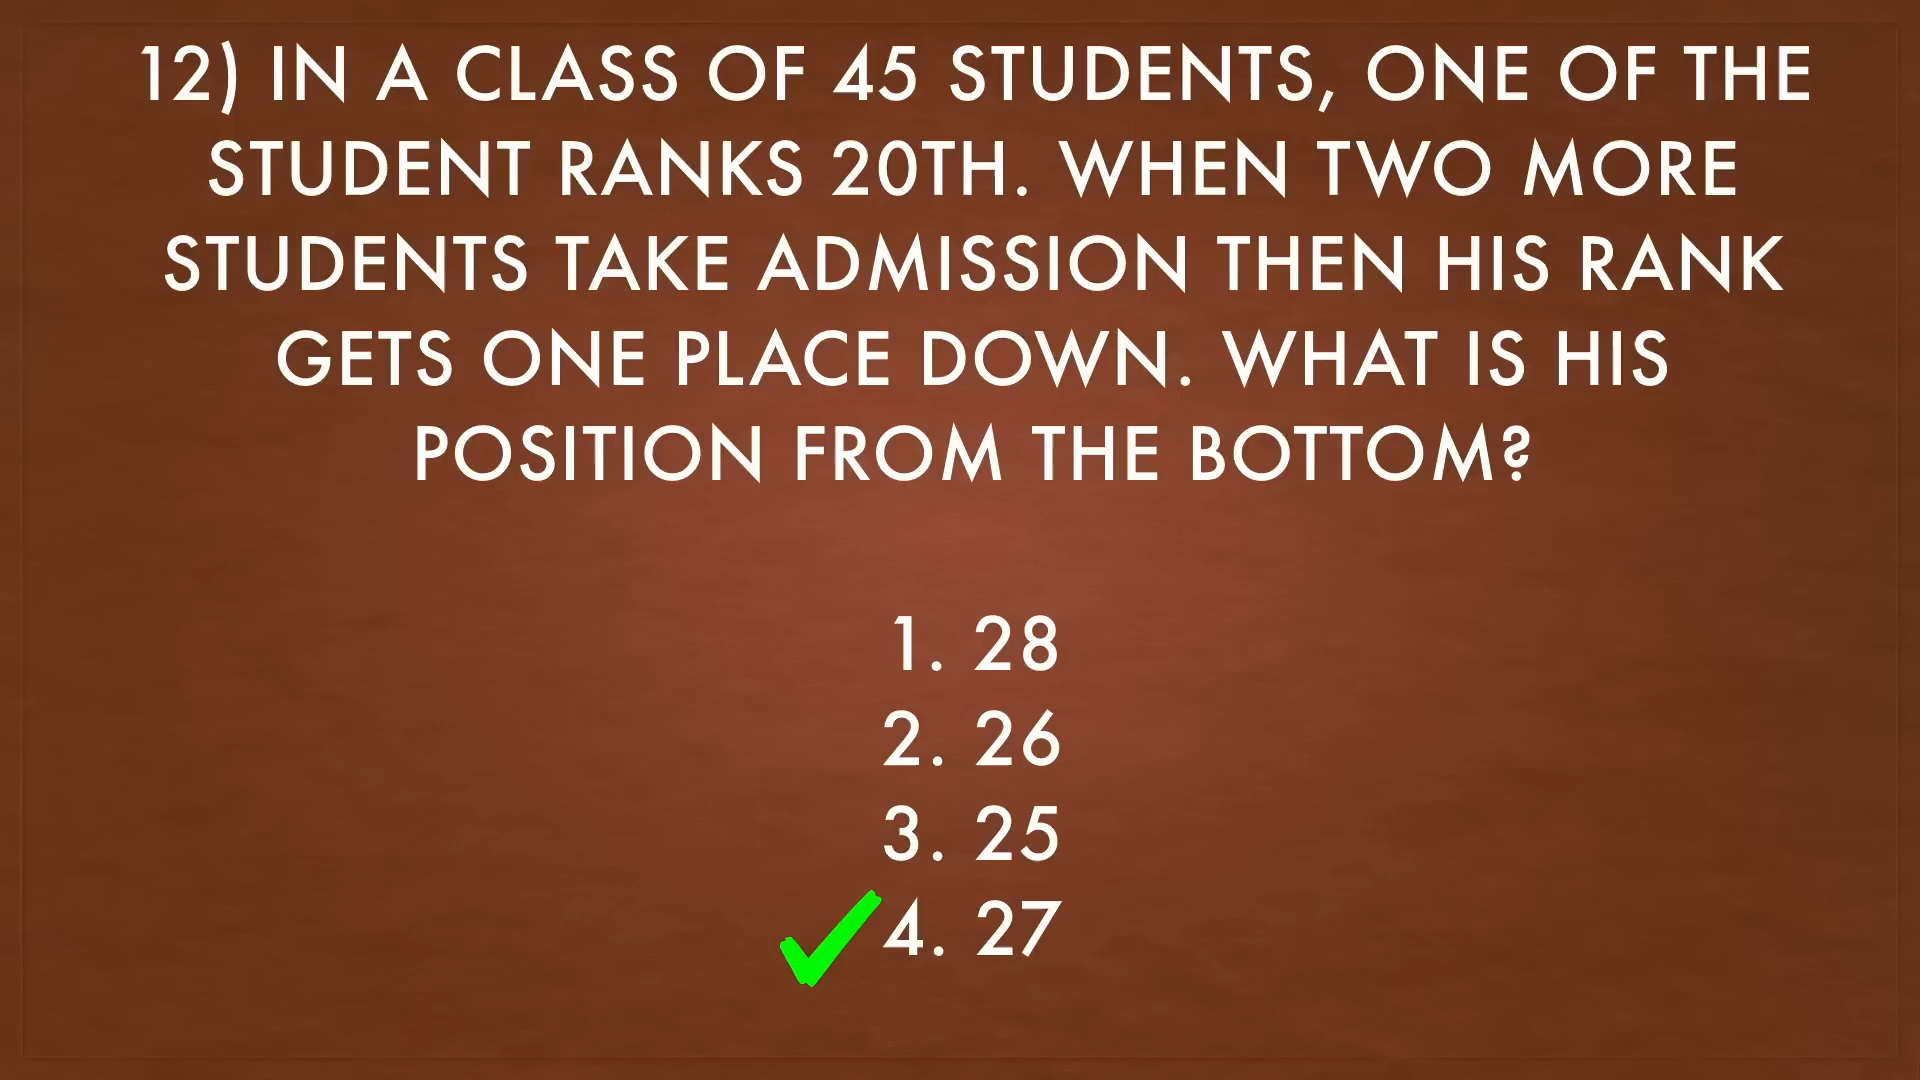 12) IN A CLASS OF 45 STUDENTS, ONE OF THE
STUDENT RANKS 20TH. WHEN TWO MORE
STUDENTS TAKE ADMISSION THEN HIS RANK
GETS ONE PLACE DOWN. WHAT IS HIS
POSITION FROM THE BOTTOM?
1. 28
2. 26
3. 25
4. 27